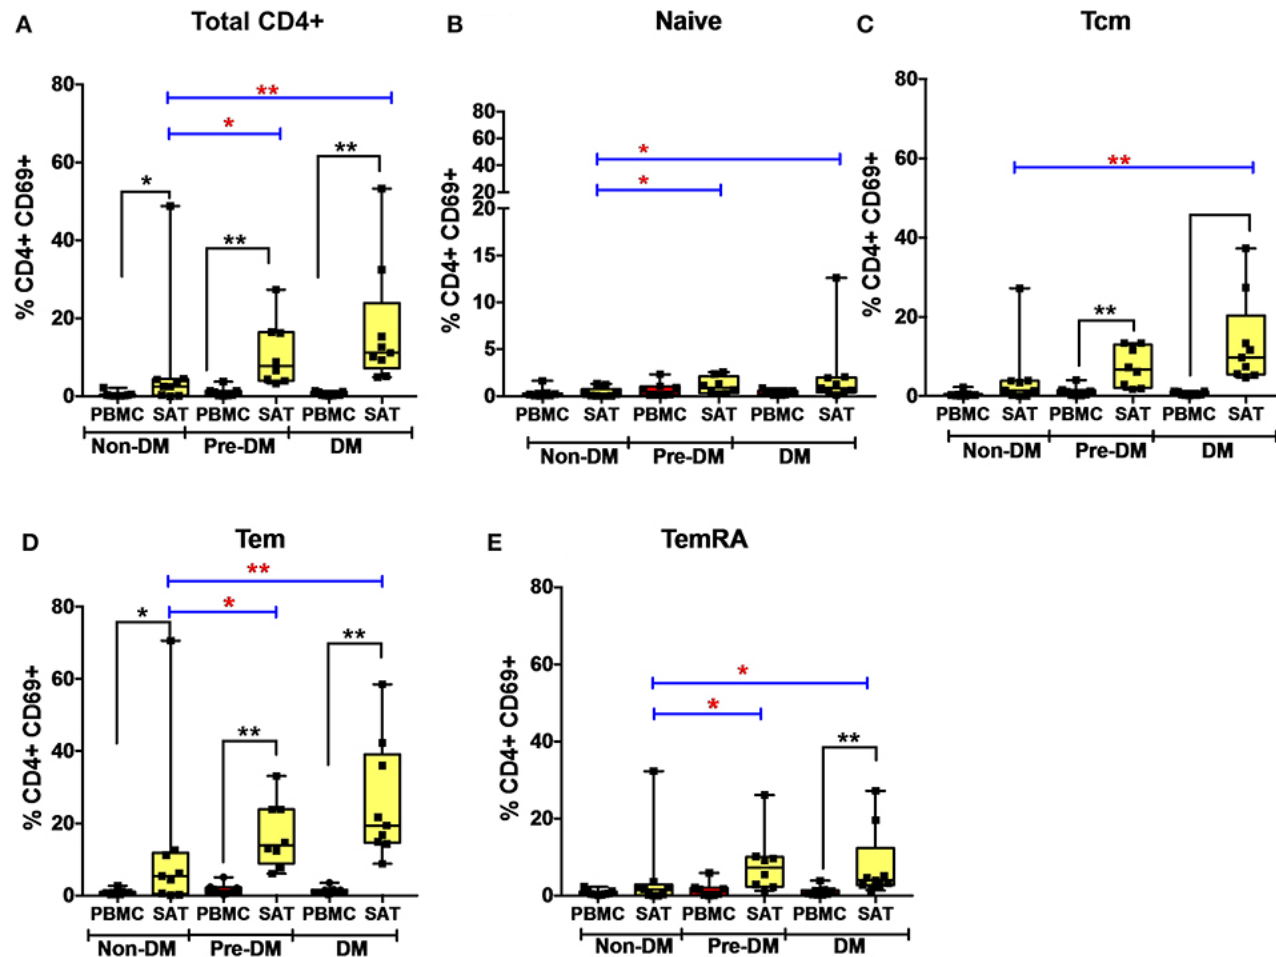 A
Total CD4+
B
Naive
C
Tcm
% CD4+ CD69+
80
60
40
20
0
**
*
*
**
**
PBMC SAT PBMC SAT PBMC SAT
Non-DM Pre-DM DM
% CD4+ CD69+
80
60
40
20
20
15
10
5
0
*
*
PBMC SAT PBMC SAT PBMC SAT
Non-DM Pre-DM DM
% CD4+ CD69+
80
60
40
20
0
**
**
PBMC SAT PBMC SAT PBMC SAT
Non-DM Pre-DM DM
D
Tem
E
TemRA
% CD4+ CD69+
80
60
40
20
0
**
*
*
**
**
PBMC SAT PBMC SAT PBMC SAT
Non-DM Pre-DM DM
% CD4+ CD69+
80
60
40
20
0
*
*
**
PBMC SAT PBMC SAT PBMC SAT
Non-DM Pre-DM DM